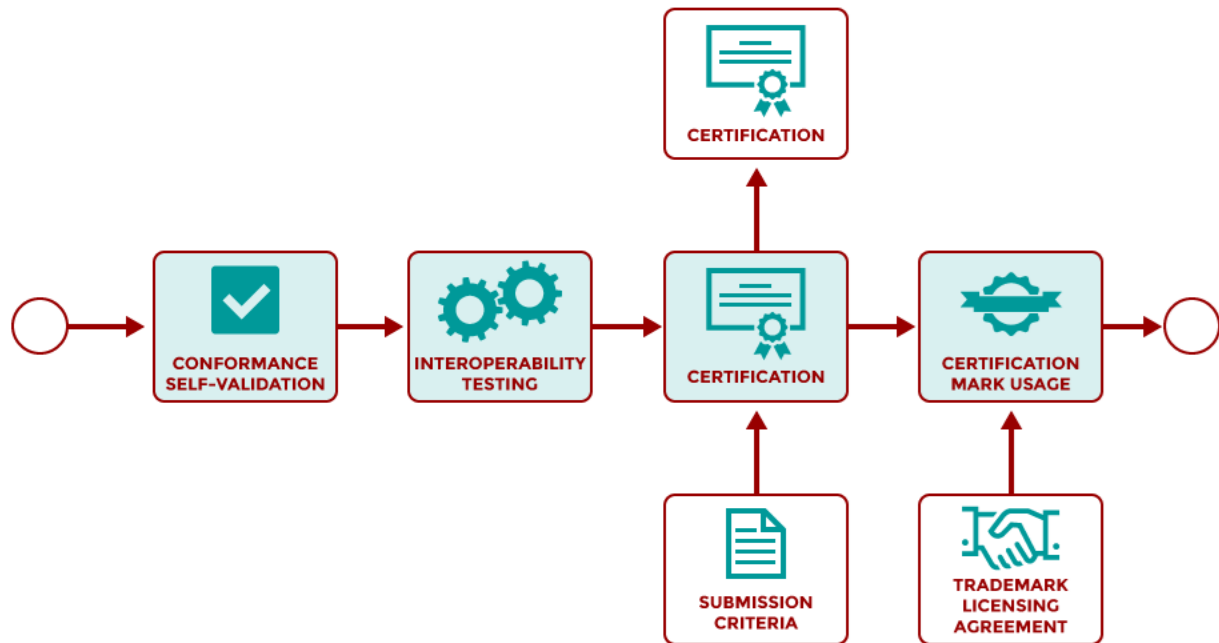 CERTIFICATION
CONFORMANCE
SELF-VALIDATION
INTEROPERABILITY
TESTING
CERTIFICATION
CERTIFICATION
MARK USAGE
SUBMISSION
CRITERIA
TRADEMARK
LICENSING
AGREEMENT